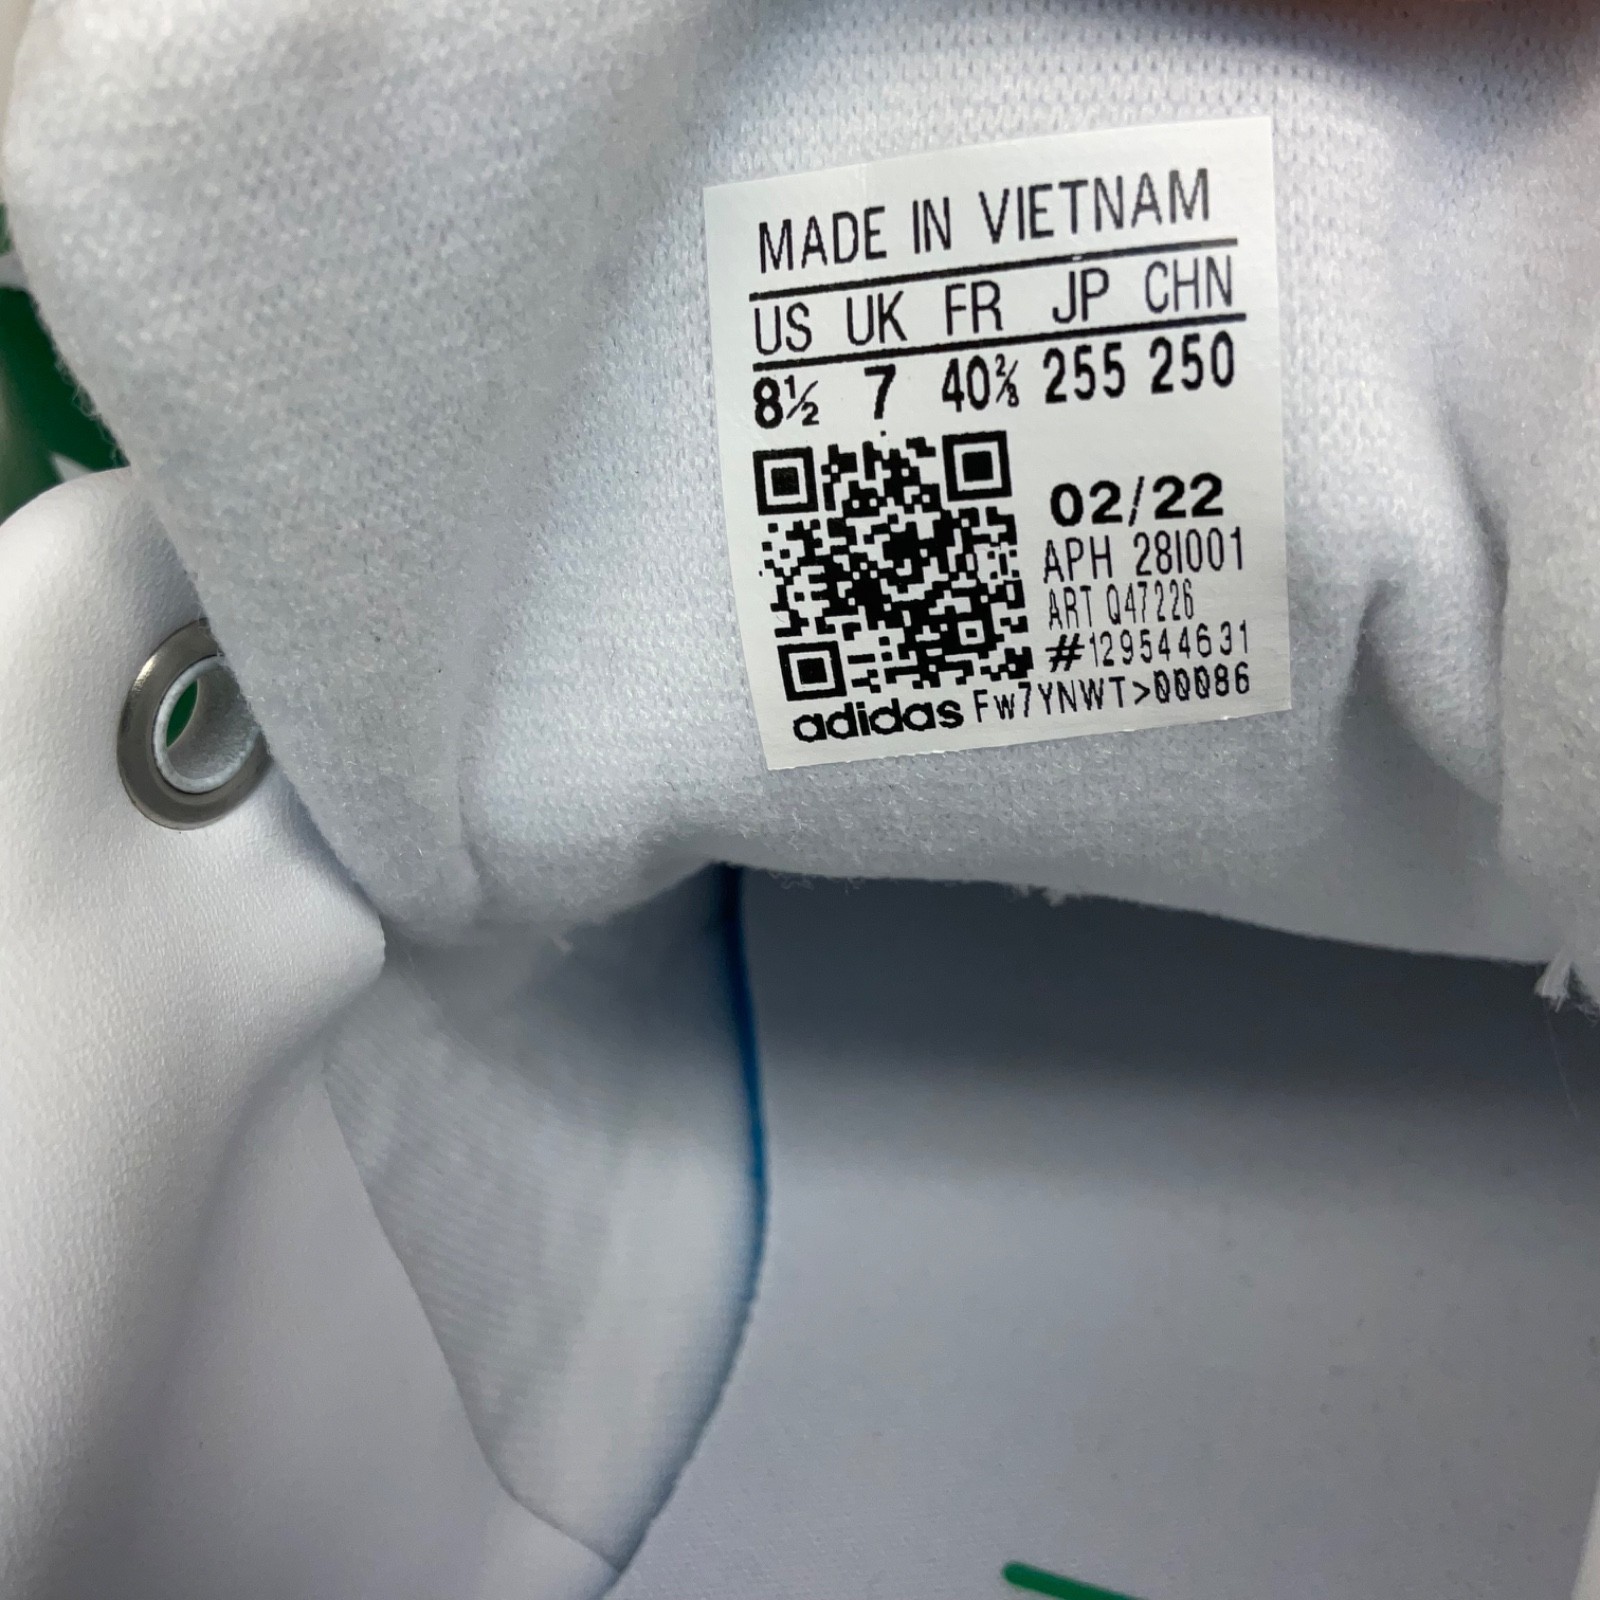 MADE IN VIETNAM
US UK FR JP CHN
8½ 7 40⅔ 255 250
02/22
APH 28I001
ART Q47226
#129544631
adidas Fw7YNWT>00086